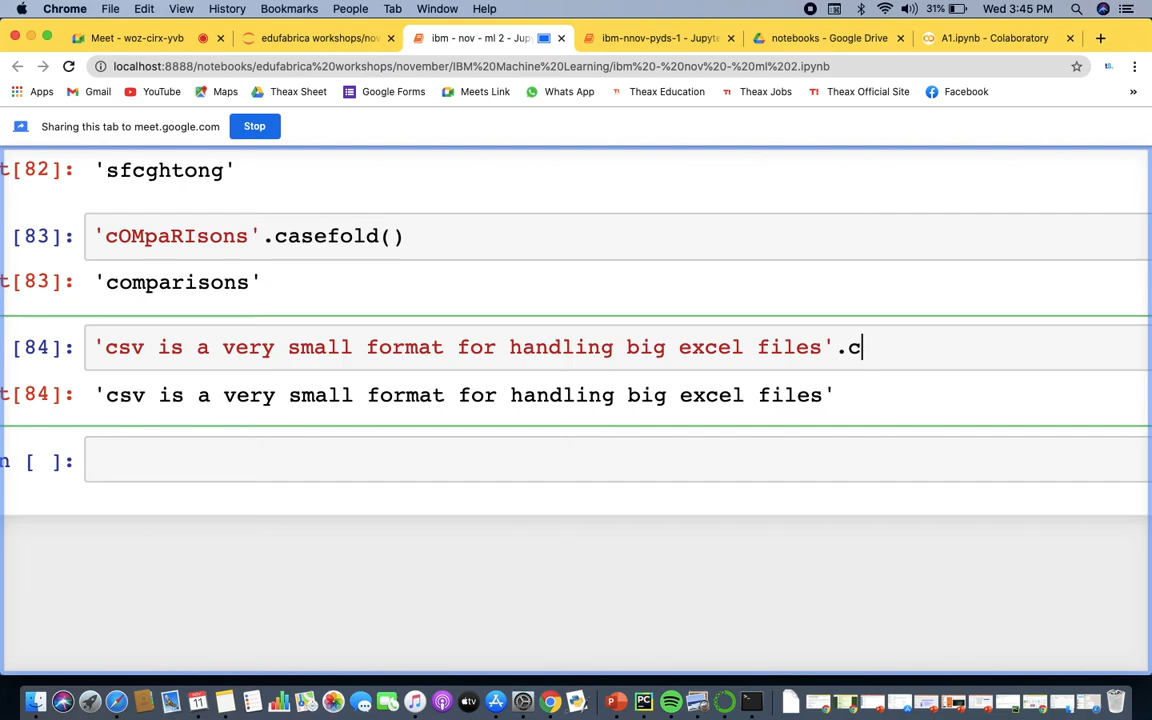 Chrome File Edit View History Bookmarks People Tab Window Help 31% Wed 3:45 PM
Meet - woz-cirx-yvb edufabrica workshops/nov ibm - nov - ml 2 - Jup ibm-nnov-pyds-1 - Jupyte notebooks - Google Drive A1.ipynb - Colaboratory
localhost:8888/notebooks/edufabrica%20workshops/november/IBM%20Machine%20Learning/ibm%20-%20nov%20-%20ml%202.ipynb
Apps Gmail YouTube Maps Theax Sheet Google Forms Meets Link Whats App Theax Education Theax Jobs Theax Official Site Facebook »
Sharing this tab to meet.google.com Stop
t[82]: 'sfcghtong'
[83]: 'cOMpaRIsons'.casefold()
t[83]: 'comparisons'
[84]: 'csv is a very small format for handling big excel files'.c
t[84]: 'csv is a very small format for handling big excel files'
n [ ]: